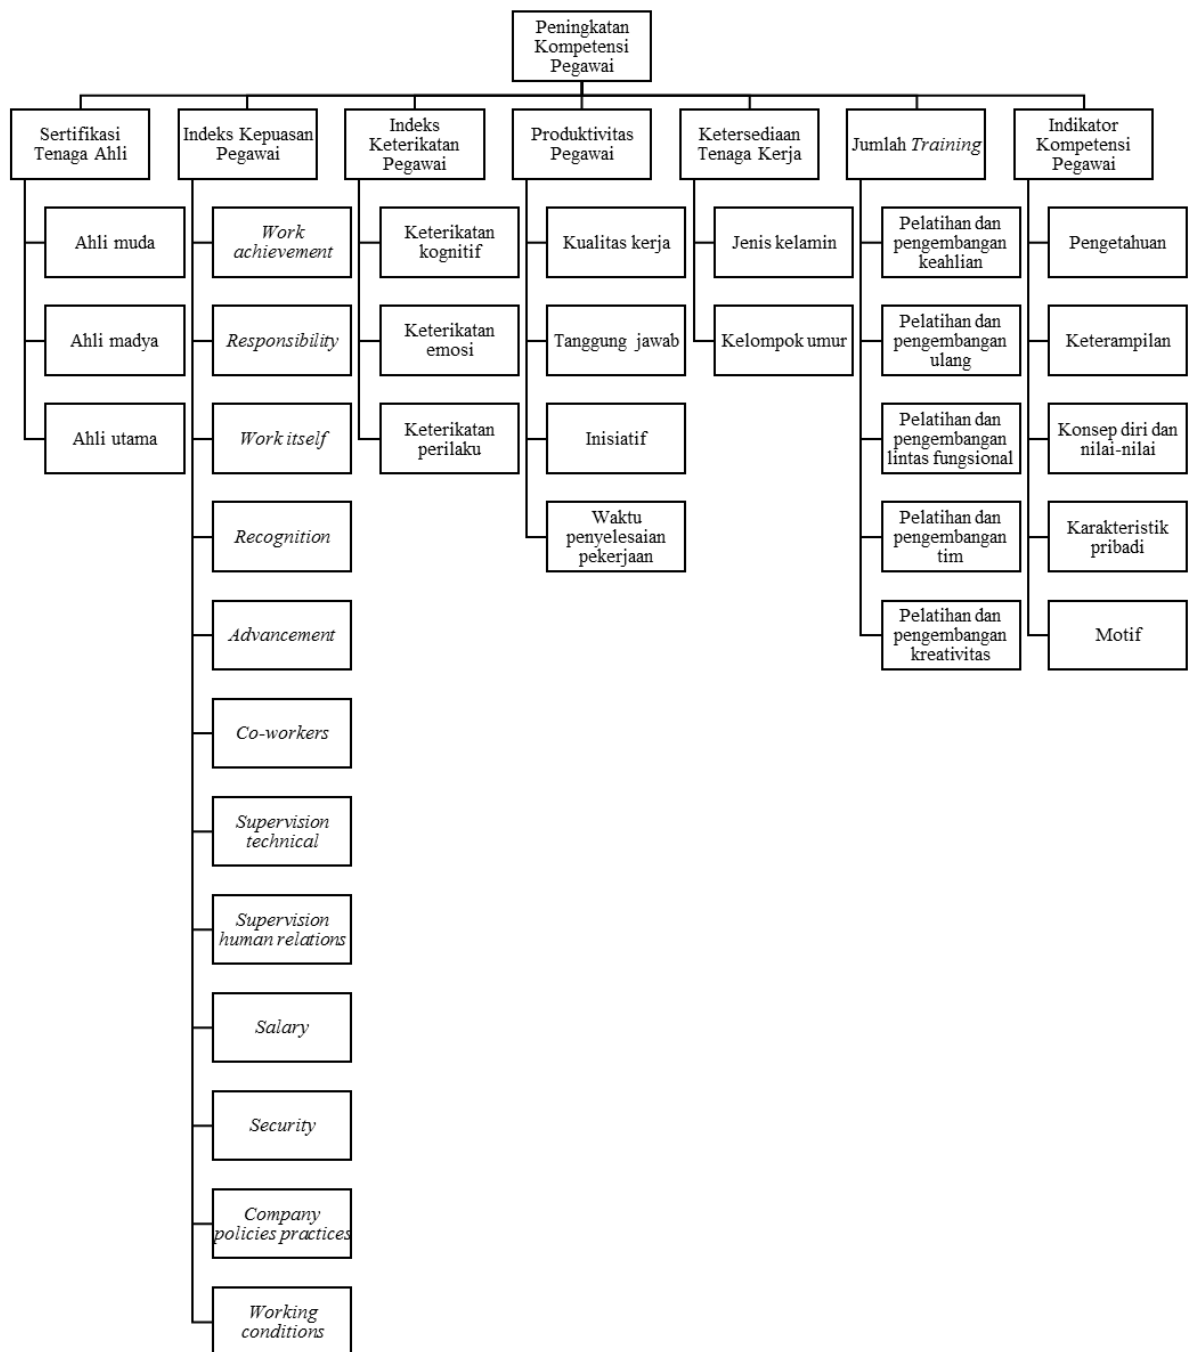 Peningkatan
Kompetensi
Pegawai
Sertifikasi
Tenaga Ahli
Indeks Kepuasan
Pegawai
Indeks
Keterikatan
Pegawai
Produktivitas
Pegawai
Ketersediaan
Tenaga Kerja
Jumlah Training
Indikator
Kompetensi
Pegawai
Ahli muda
Ahli madya
Ahli utama
Work
achievement
Responsibility
Work itself
Recognition
Advancement
Co-workers
Supervision
technical
Supervision
human relations
Salary
Security
Company
policies practices
Working
conditions
Keterikatan
kognitif
Keterikatan
emosi
Keterikatan
perilaku
Kualitas kerja
Tanggung jawab
Inisiatif
Waktu
penyelesaian
pekerjaan
Jenis kelamin
Kelompok umur
Pelatihan dan
pengembangan
keahlian
Pelatihan dan
pengembangan
ulang
Pelatihan dan
pengembangan
lintas fungsional
Pelatihan dan
pengembangan
tim
Pelatihan dan
pengembangan
kreativitas
Pengetahuan
Keterampilan
Konsep diri dan
nilai-nilai
Karakteristik
pribadi
Motif